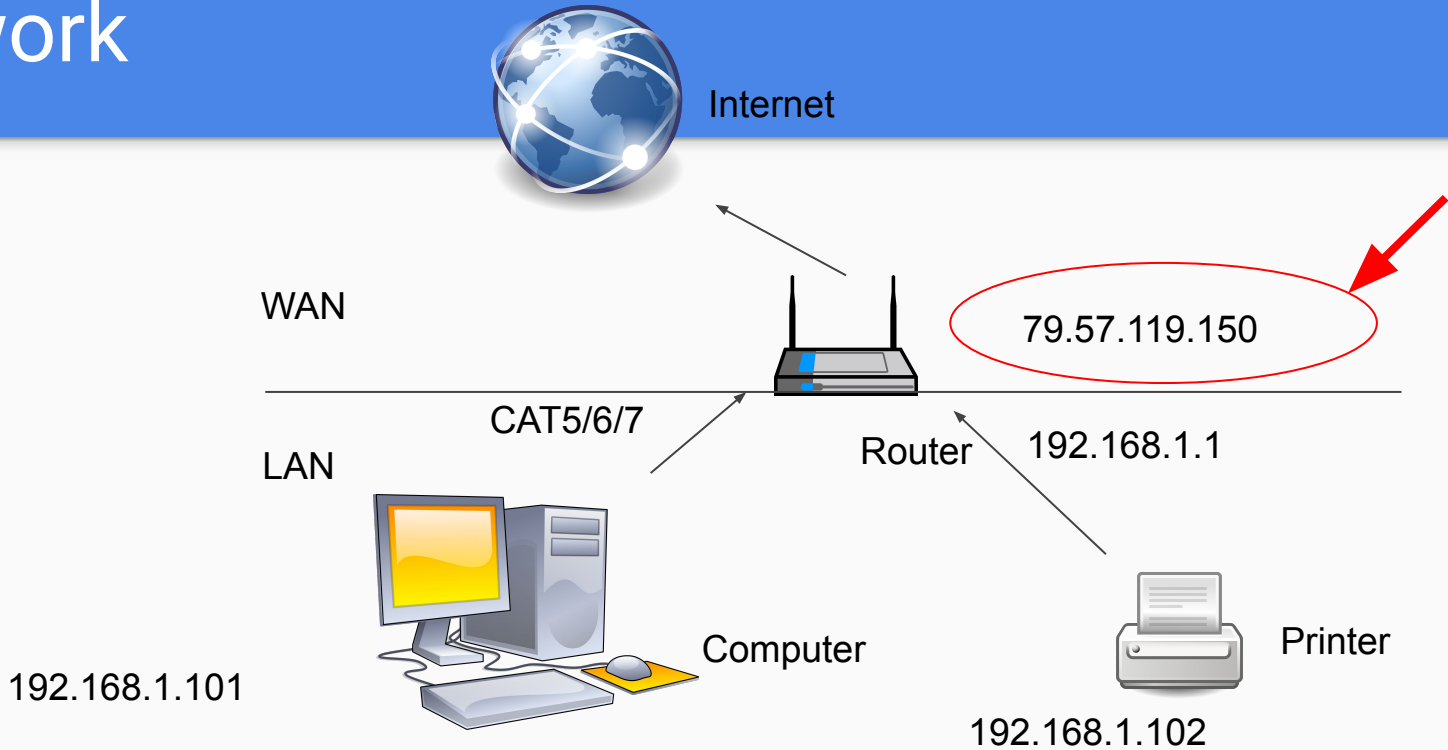 Internet
WAN
79.57.119.150
CAT5/6/7
Router
192.168.1.1
LAN
Computer
Printer
192.168.1.101
192.168.1.102